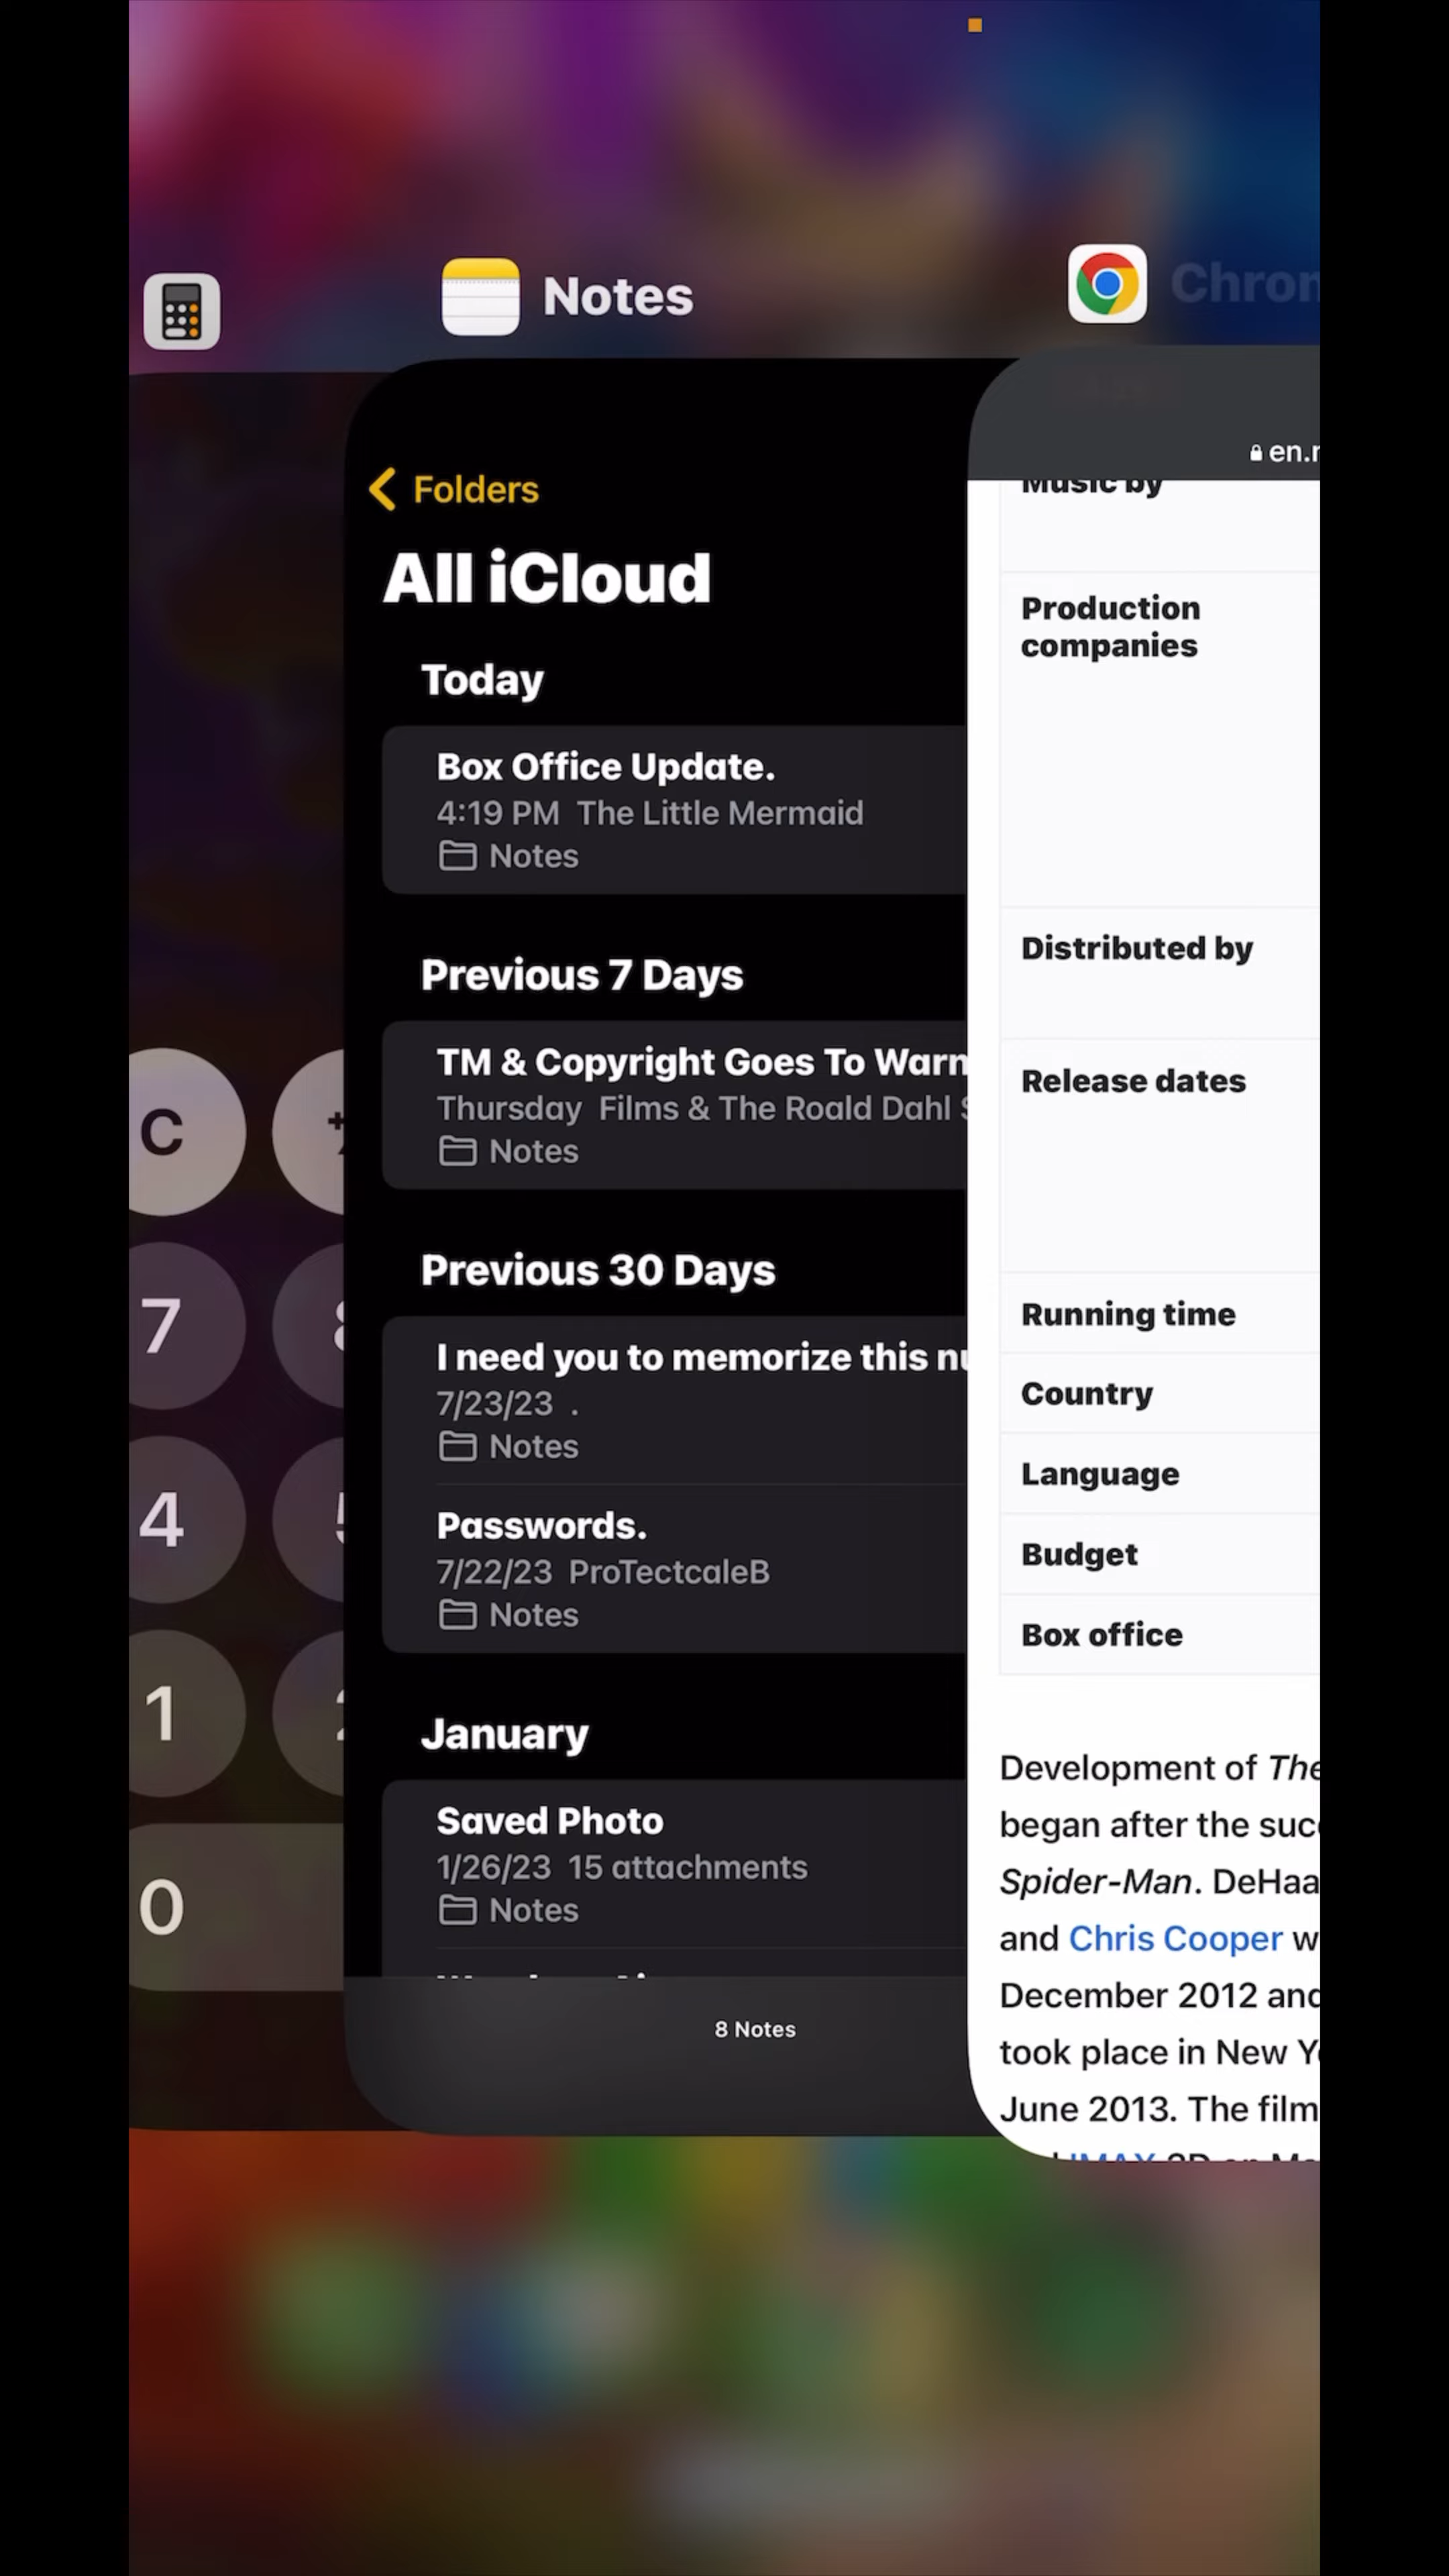 Notes
Chrom
Folders
All iCloud
Today
Box Office Update.
4:19 PM The Little Mermaid
Notes
Previous 7 Days
TM & Copyright Goes To Warn
Thursday Films & The Roald Dahl S
Notes
Previous 30 Days
I need you to memorize this nu
7/23/23 .
Notes
Passwords.
7/22/23 ProTectcaleB
Notes
January
Saved Photo
1/26/23 15 attachments
Notes
8 Notes
C
7
4
1
0
en.
Music by
Production
companies
Distributed by
Release dates
Running time
Country
Language
Budget
Box office
Development of The
began after the suc
Spider-Man. DeHaa
and Chris Cooper w
December 2012 and
took place in New Y
June 2013. The film